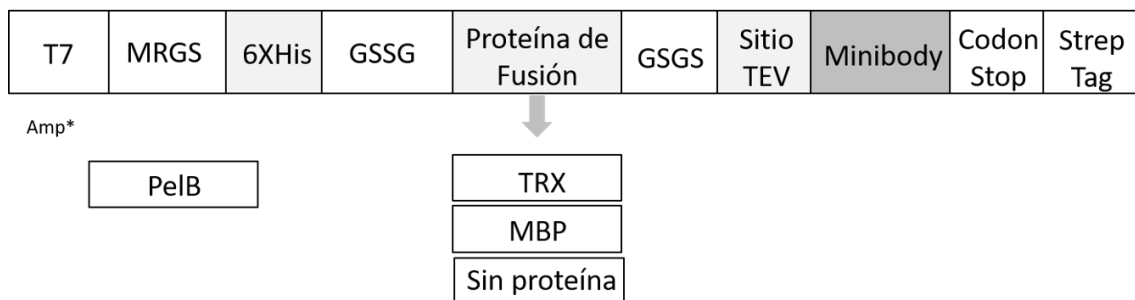 T7
MRGS
6XHis
GSSG
Proteína de
Fusión
GSGS
Sitio
TEV
Minibody
Codon
Stop
Strep
Tag
Amp*
PelB
TRX
MBP
Sin proteína